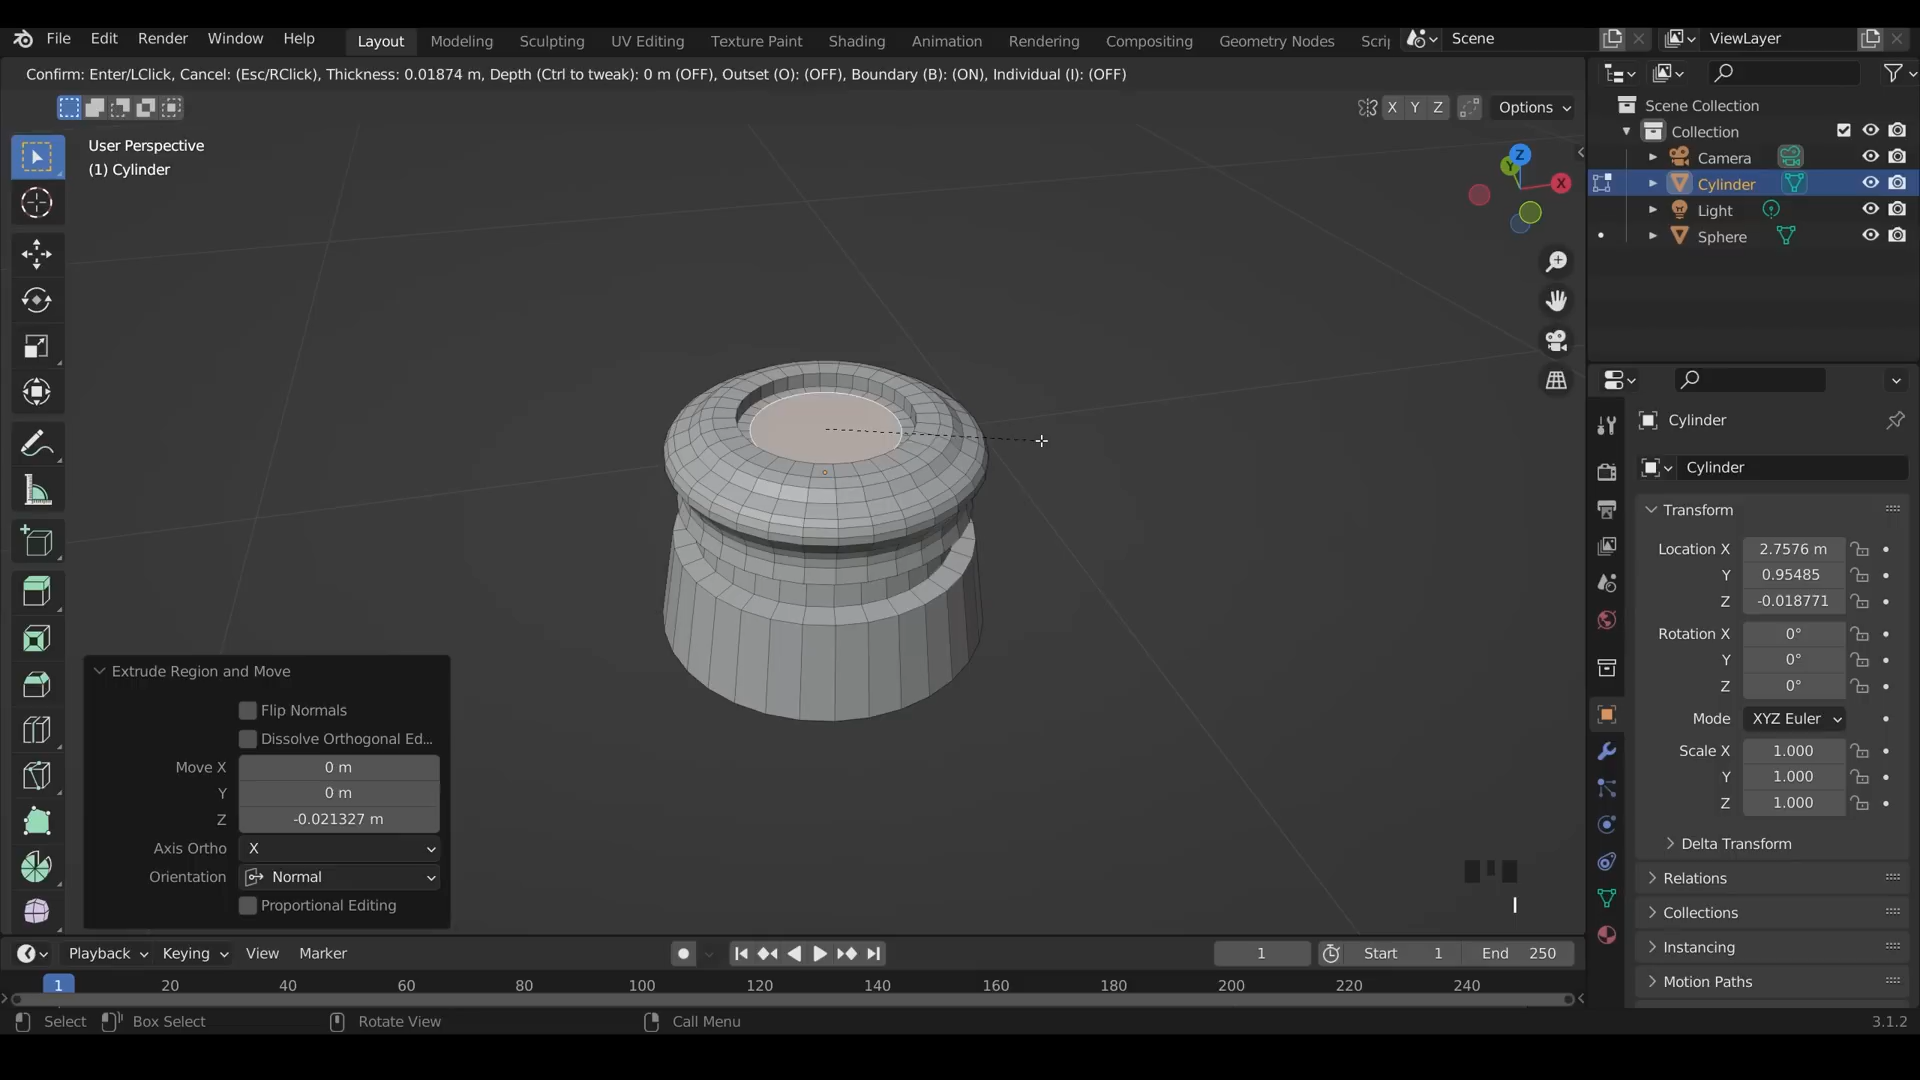 File Edit Render Window Help Layout Modeling Sculpting UV Editing Texture Paint Shading Animation Rendering Compositing Geometry Nodes Scri Scene ViewLayer
Confirm: Enter/LClick, Cancel: (Esc/RClick), Thickness: 0.01874 m, Depth (Ctrl to tweak): 0 m (OFF), Outset (O): (OFF), Boundary (B): (ON), Individual (I): (OFF)
X Y Z Options
User Perspective
(1) Cylinder
Z
Y
X
Scene Collection
Collection
Camera
Cylinder
Light
Sphere
Cylinder
Cylinder
Transform
Location X 2.7576 m
Y 0.95485
Z -0.018771
Rotation X 0°
Y 0°
Z 0°
Mode XYZ Euler
Scale X 1.000
Y 1.000
Z 1.000
Delta Transform
Relations
Collections
Instancing
Motion Paths
Extrude Region and Move
Flip Normals
Dissolve Orthogonal Ed...
Move X 0 m
Y 0 m
Z -0.021327 m
Axis Ortho X
Orientation Normal
Proportional Editing
I
Playback Keying View Marker 1 Start 1 End 250
1 20 40 60 80 100 120 140 160 180 200 220 240
Select Box Select Rotate View Call Menu 3.1.2